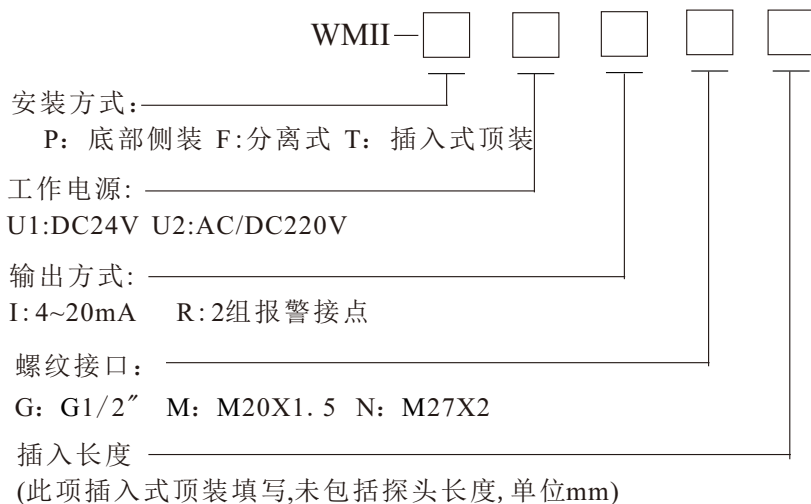 WMII—□ □ □ □ □
安装方式:
P: 底部侧装 F:分离式 T: 插入式顶装
工作电源:
U1:DC24V U2:AC/DC220V
输出方式:
I:4~20mA R:2组报警接点
螺纹接口:
G: G1/2″ M: M20X1.5 N: M27X2
插入长度
(此项插入式顶装填写,未包括探头长度,单位mm)